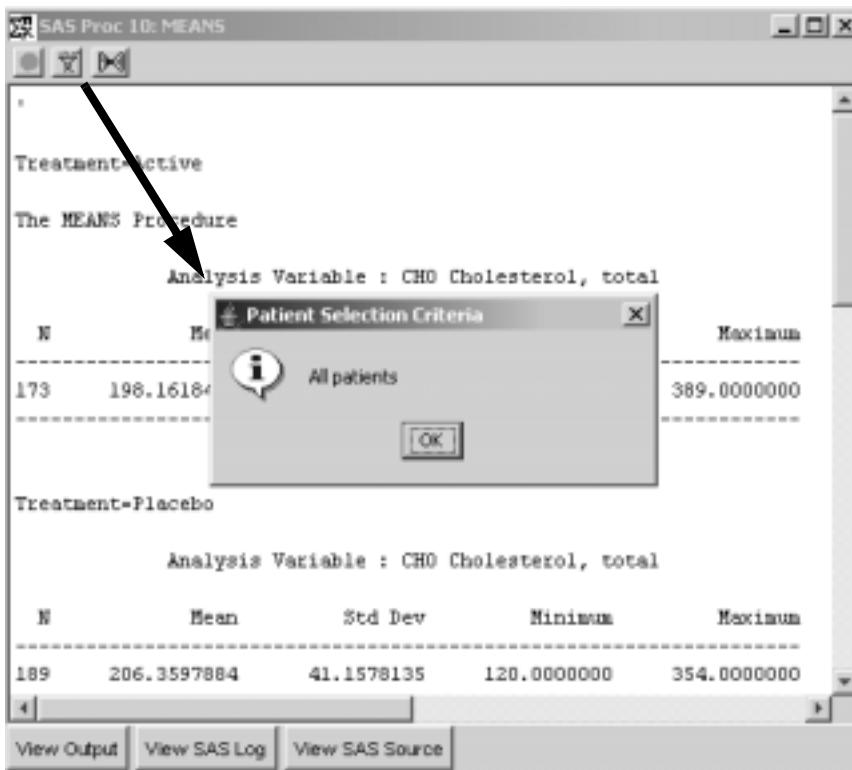 SAS Proc 10: MEANS
Treatment=Active
The MEANS Procedure
Analysis Variable : CHO Cholesterol, total
N Maximum
173 198.16184 389.0000000
Patient Selection Criteria
All patients
OK
Treatment=Placebo
Analysis Variable : CHO Cholesterol, total
N Mean Std Dev Minimum Maximum
189 206.3597884 41.1578135 120.0000000 354.0000000
View Output View SAS Log View SAS Source